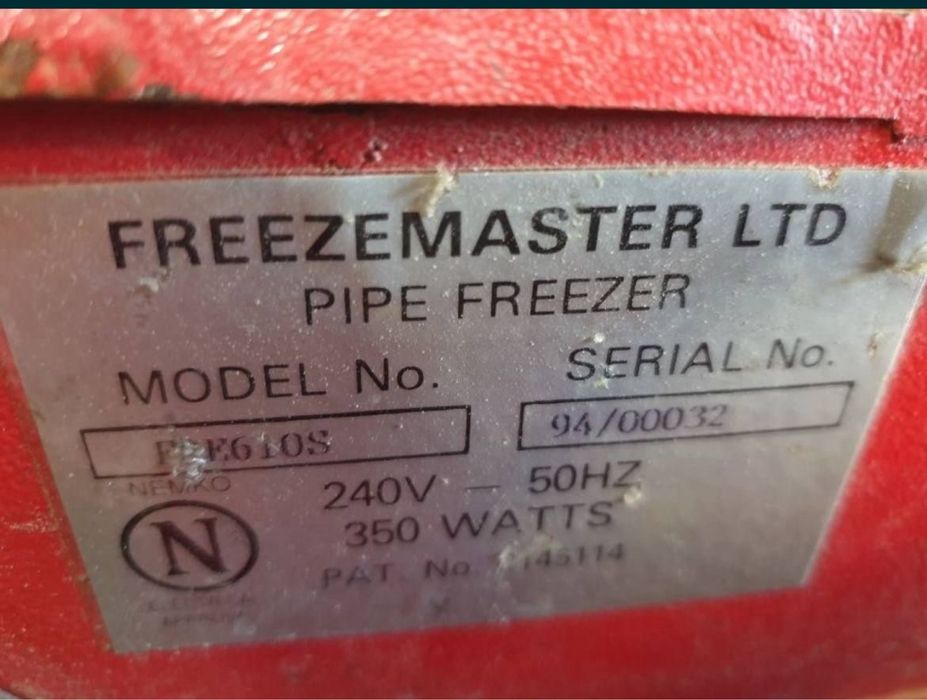 FREEZEMASTER LTD
PIPE FREEZER
MODEL No.
SERIAL No.
94/00032
NEMKO
N
240V - 50HZ
350 WATTS
PAT. No